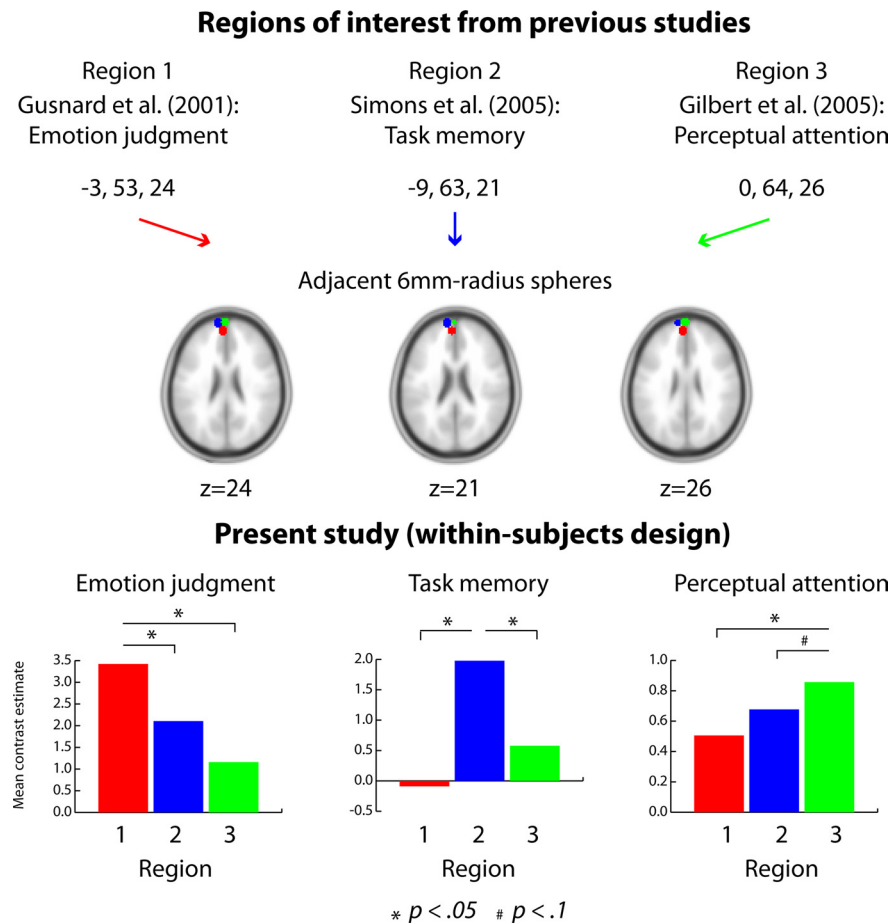 Regions of interest from previous studies
Region 1
Gusnard et al. (2001):
Emotion judgment
-3, 53, 24
Region 2
Simons et al. (2005):
Task memory
-9, 63, 21
Region 3
Gilbert et al. (2005):
Perceptual attention
0, 64, 26
Adjacent 6mm-radius spheres
z=24
z=21
z=26
Present study (within-subjects design)
Emotion judgment
*
*
Mean contrast estimate
3.5
3.0
2.5
2.0
1.5
1.0
0.5
0.0
1 2 3
Region
Task memory
* *
2.0
1.5
1.0
0.5
0.0
-0.5
1 2 3
Region
Perceptual attention
*
#
1.0
0.8
0.6
0.4
0.2
0.0
1 2 3
Region
* p < .05 # p < .1